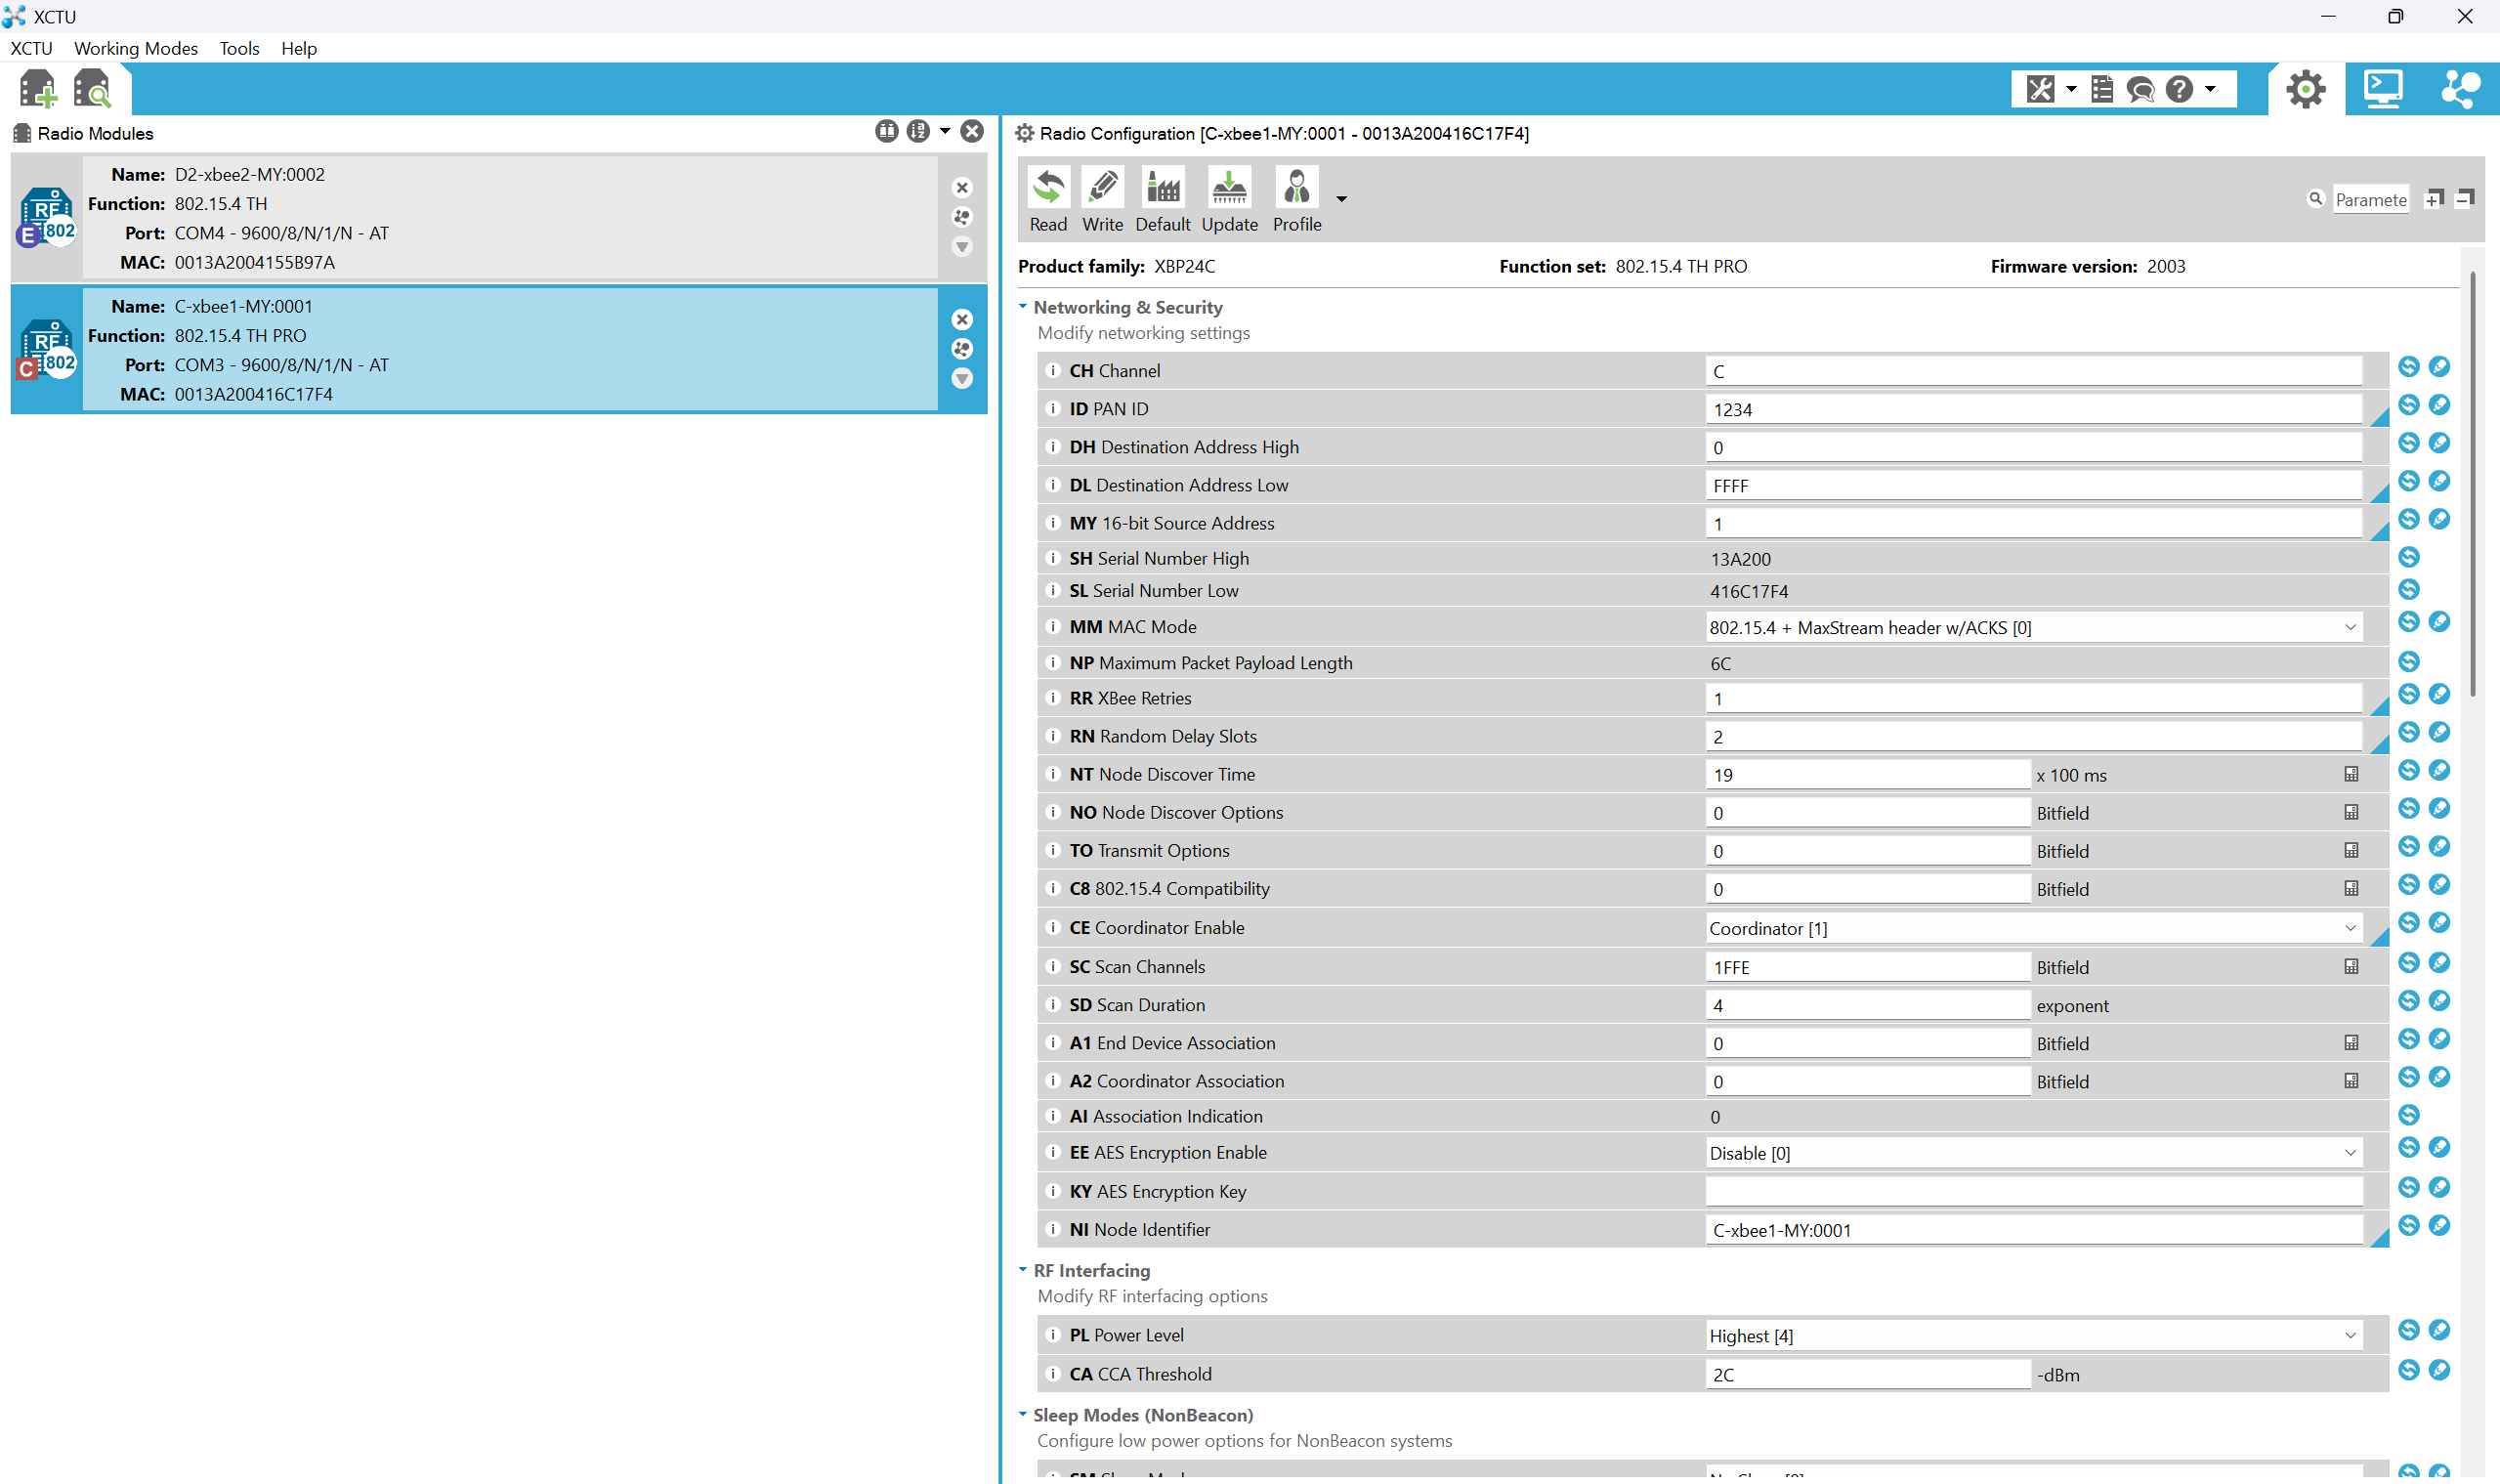 XCTU
XCTU Working Modes Tools Help
Radio Modules
Name: D2-xbee2-MY:0002
Function: 802.15.4 TH
Port: COM4 - 9600/8/N/1/N - AT
MAC: 0013A2004155B97A
RF
802
E
Name: C-xbee1-MY:0001
Function: 802.15.4 TH PRO
Port: COM3 - 9600/8/N/1/N - AT
MAC: 0013A200416C17F4
RF
802
C
Radio Configuration [C-xbee1-MY:0001 - 0013A200416C17F4]
Read Write Default Update Profile
Paramete
Product family: XBP24C Function set: 802.15.4 TH PRO Firmware version: 2003
Networking & Security
Modify networking settings
i CH Channel C
i ID PAN ID 1234
i DH Destination Address High 0
i DL Destination Address Low FFFF
i MY 16-bit Source Address 1
i SH Serial Number High 13A200
i SL Serial Number Low 416C17F4
i MM MAC Mode 802.15.4 + MaxStream header w/ACKS [0]
i NP Maximum Packet Payload Length 6C
i RR XBee Retries 1
i RN Random Delay Slots 2
i NT Node Discover Time 19 x 100 ms
i NO Node Discover Options 0 Bitfield
i TO Transmit Options 0 Bitfield
i C8 802.15.4 Compatibility 0 Bitfield
i CE Coordinator Enable Coordinator [1]
i SC Scan Channels 1FFE Bitfield
i SD Scan Duration 4 exponent
i A1 End Device Association 0 Bitfield
i A2 Coordinator Association 0 Bitfield
i AI Association Indication 0
i EE AES Encryption Enable Disable [0]
i KY AES Encryption Key
i NI Node Identifier C-xbee1-MY:0001
RF Interfacing
Modify RF interfacing options
i PL Power Level Highest [4]
i CA CCA Threshold 2C -dBm
Sleep Modes (NonBeacon)
Configure low power options for NonBeacon systems